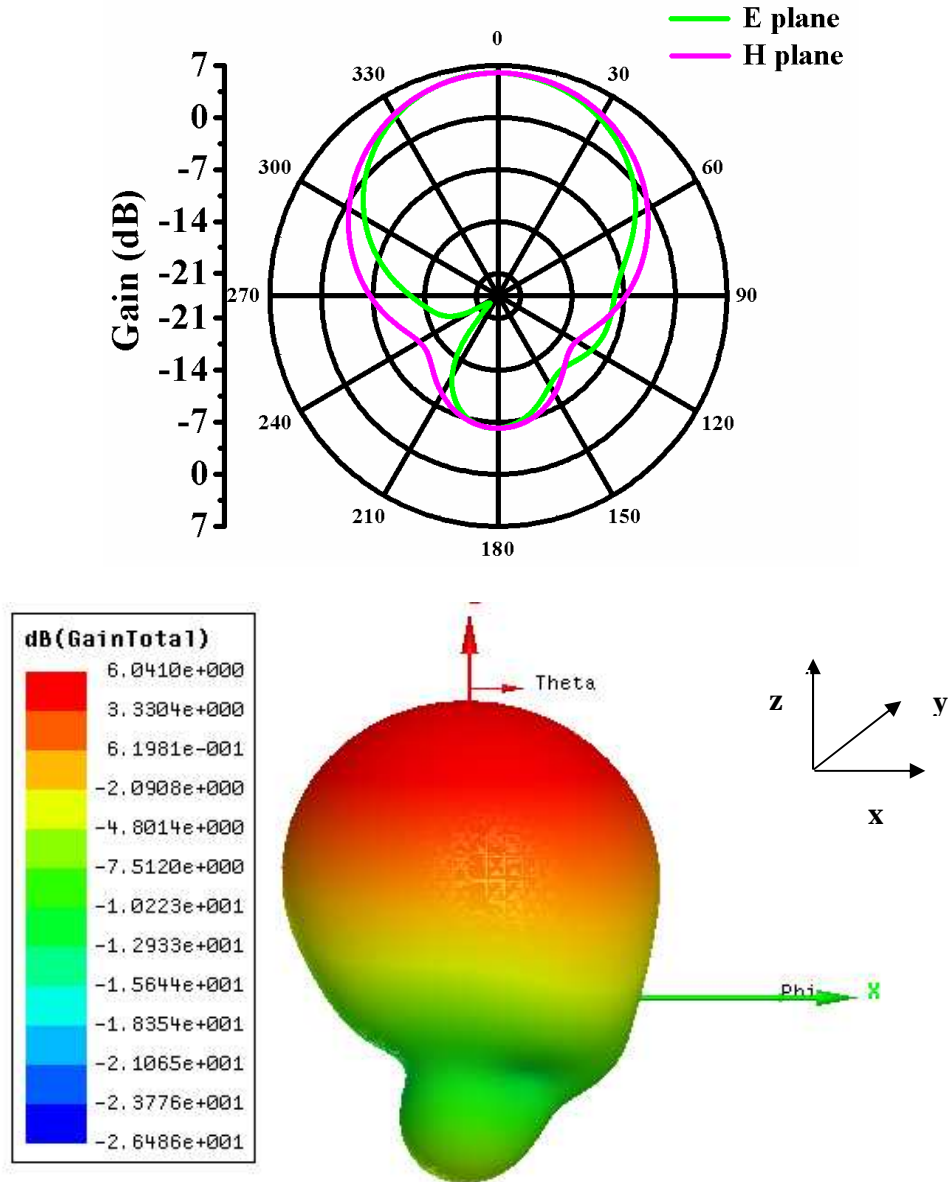 E plane
H plane
0
30
60
90
120
150
180
210
240
270
300
330
Gain (dB)
7
0
-7
-14
-21
-21
-14
-7
0
7
dB(GainTotal)
6.0410e+000
3.3304e+000
6.1981e-001
-2.0908e+000
-4.8014e+000
-7.5120e+000
-1.0223e+001
-1.2933e+001
-1.5644e+001
-1.8354e+001
-2.1065e+001
-2.3776e+001
-2.6486e+001
Theta
Phi
X
z
y
x